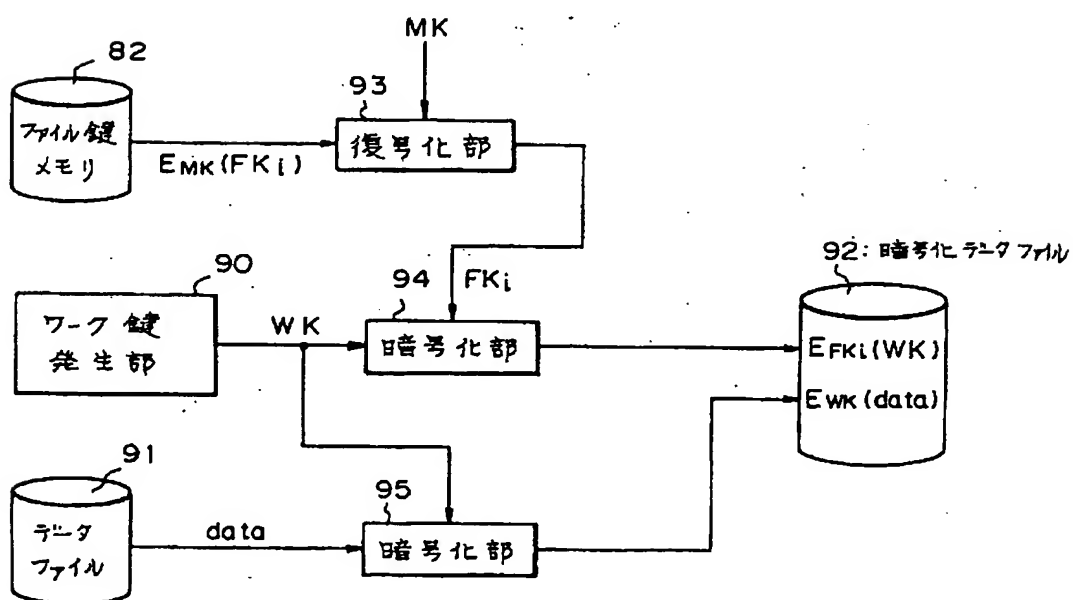 MK
82
93
ファイル鍵
メモリ
EMK(FKi)
復号化部
90
94
FKi
92:暗号化データファイル
ワーク鍵
発生部
WK
暗号化部
EFKi(WK)
EWK(data)
91
95
データ
ファイル
data
暗号化部